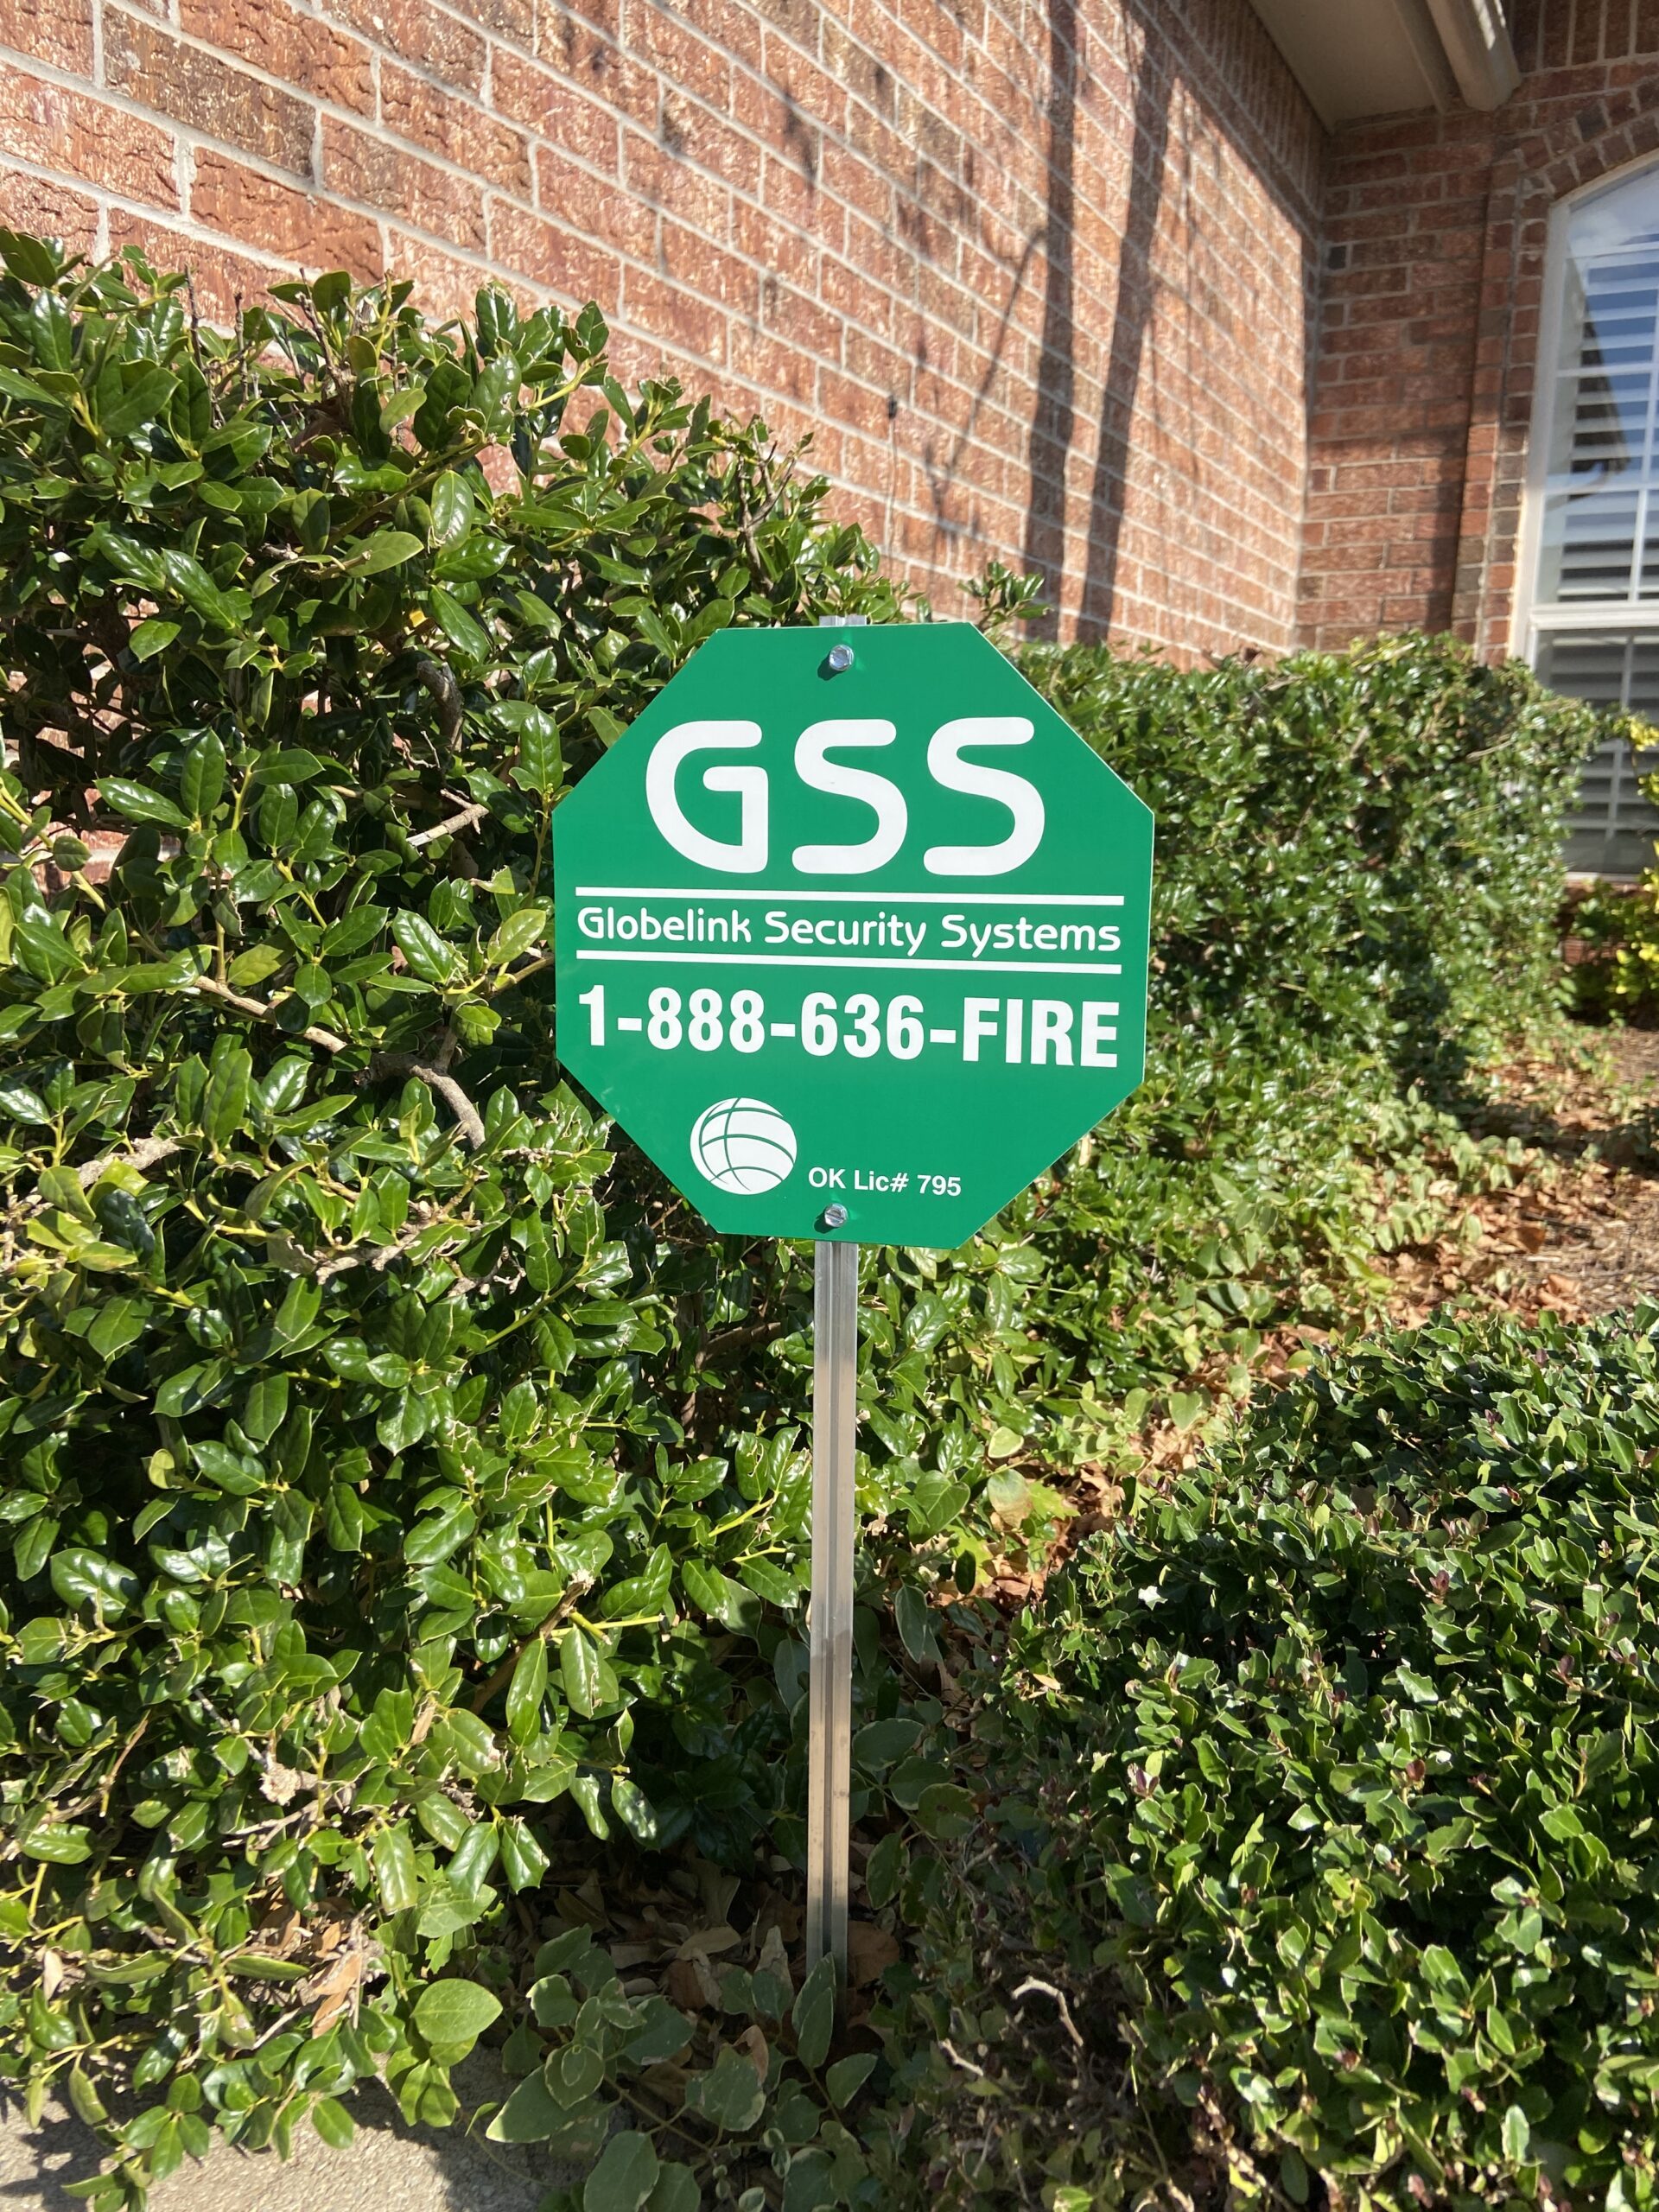 GSS
Globelink Security Systems
1-888-636-FIRE
OK Lic# 795